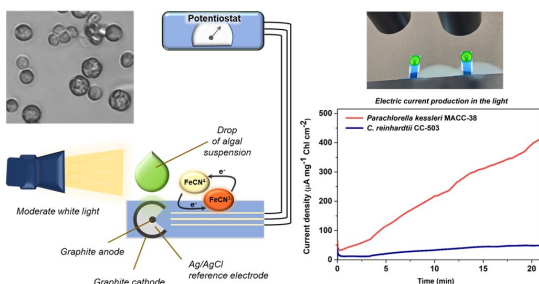 Potentiostat
Drop
of algal
suspension
Moderate white light
e⁻
FeCN⁴
FeCN³
e⁻
Graphite anode
Graphite cathode
Ag/AgCl
reference electrode
Electric current production in the light
Parachlorella kessleri MACC-38
C. reinhardtii CC-503
Current density (µA mg⁻¹ Chl cm⁻²)
500
400
300
200
100
0
0
5
10
15
20
Time (min)